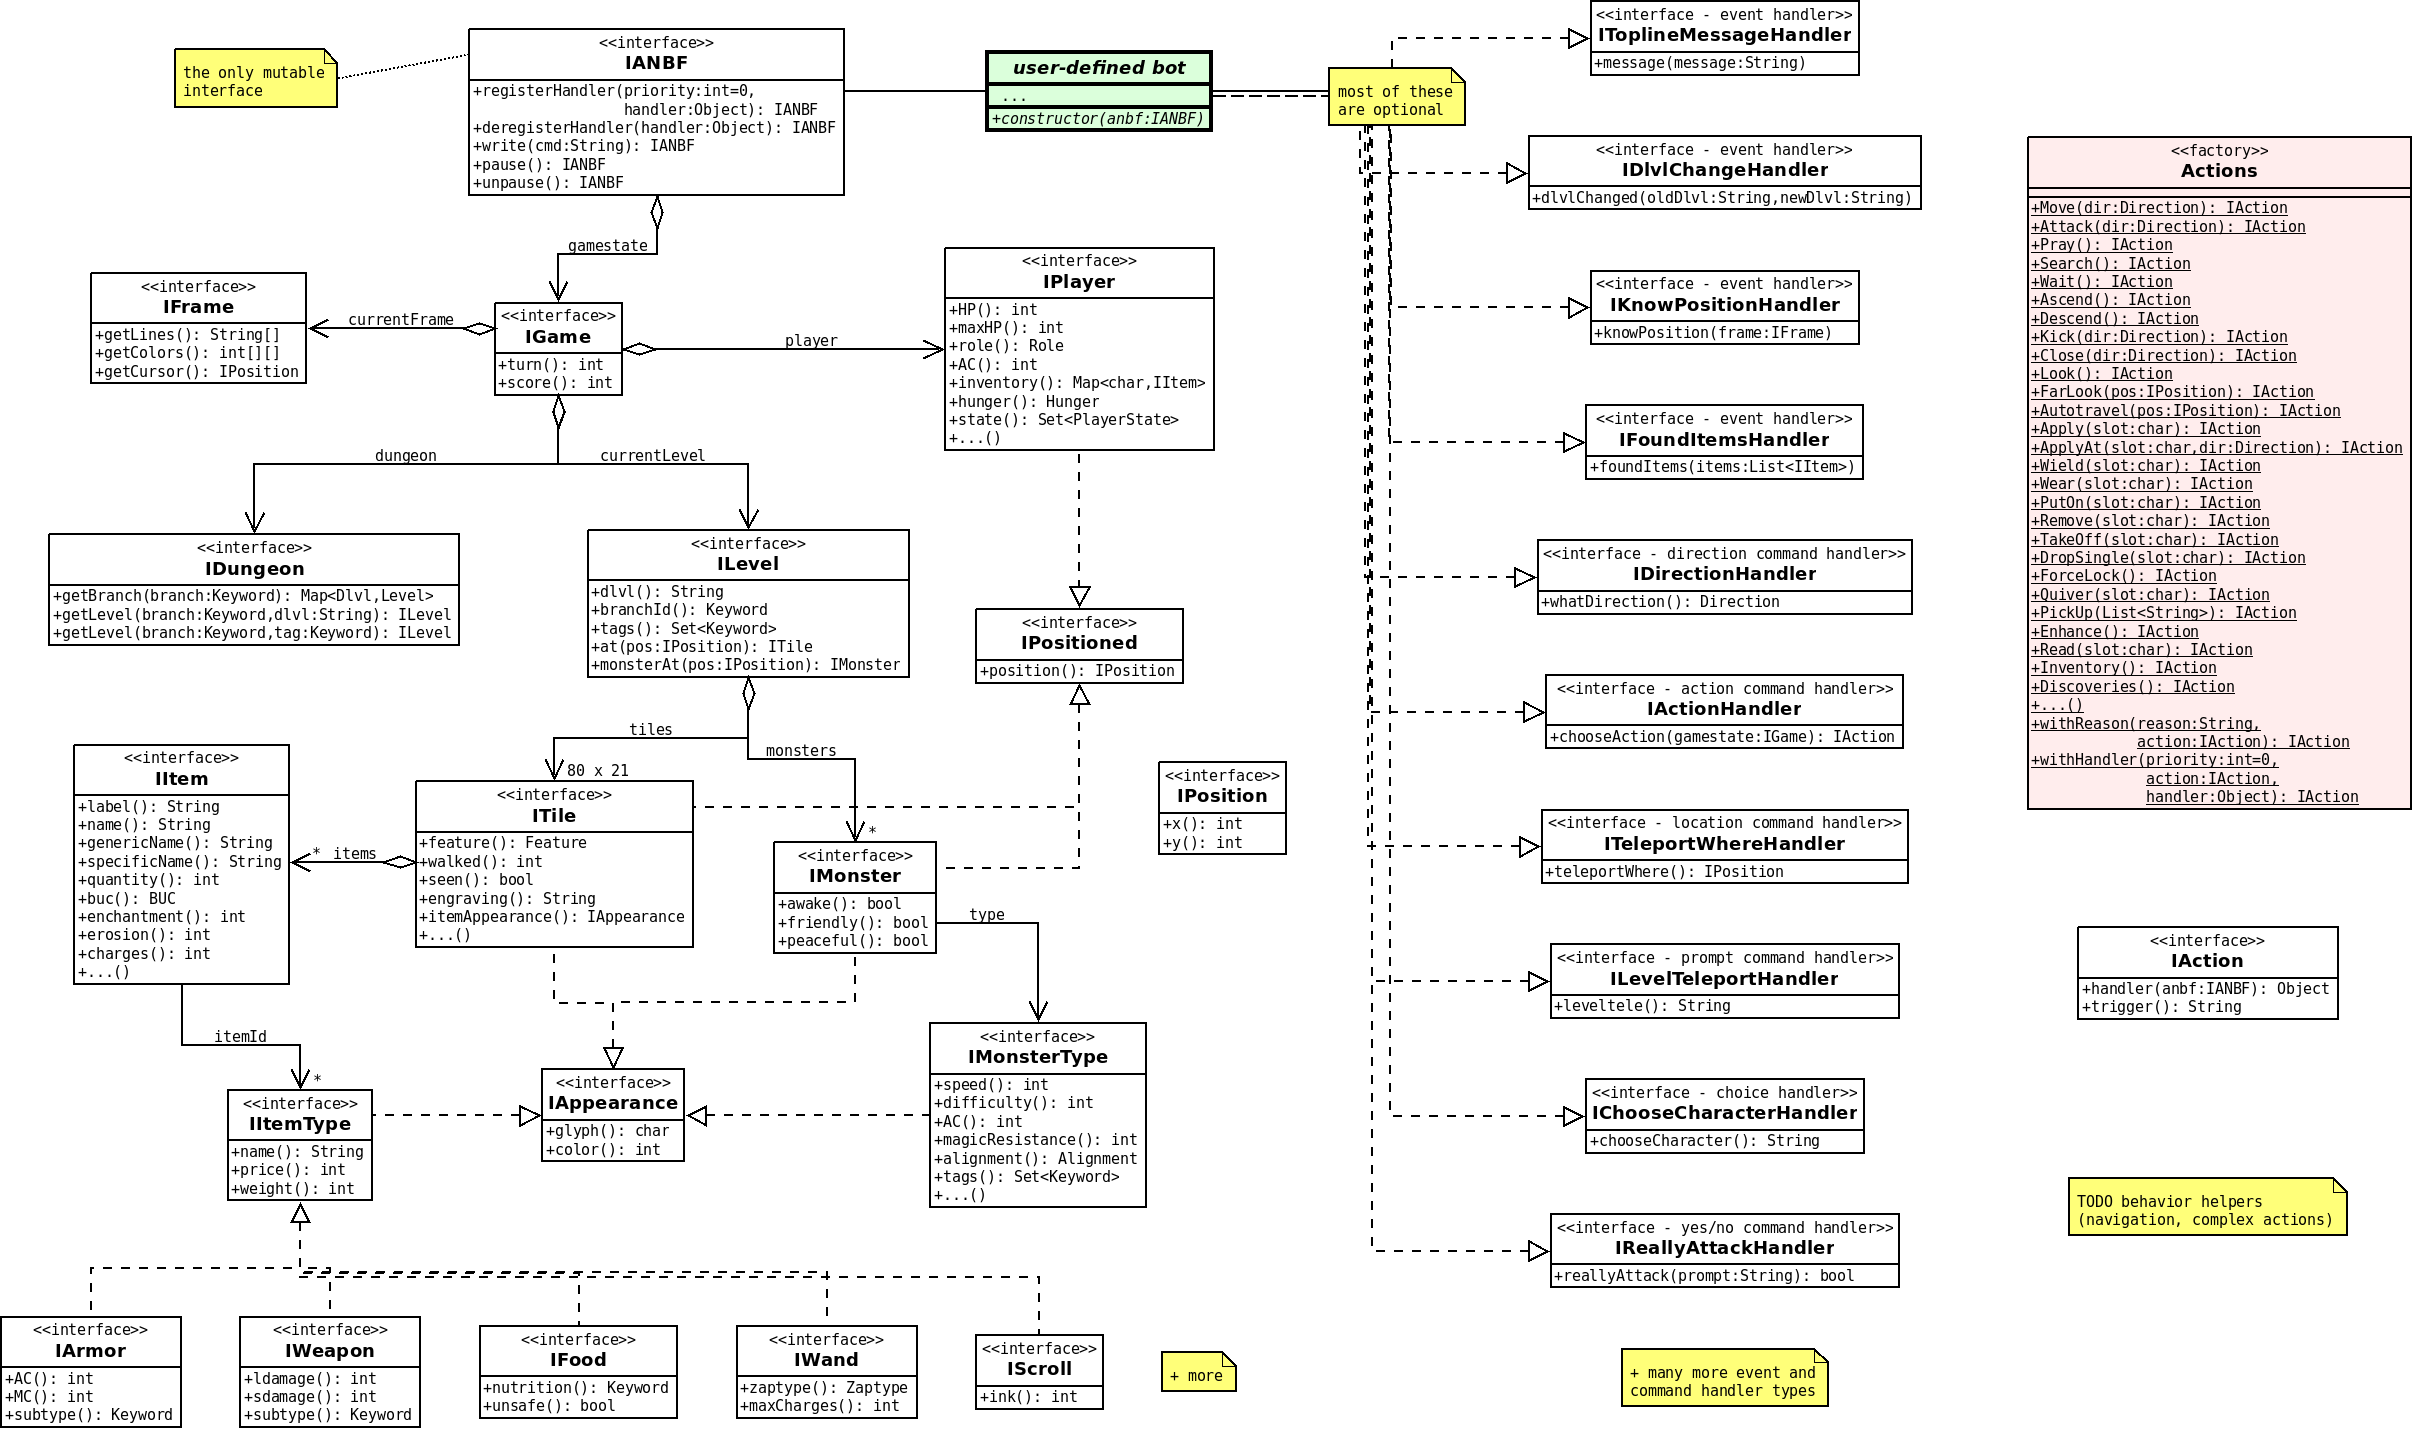 the only mutable
interface
<<interface>>
IANBF
+registerHandler(priority:int=0,
handler:Object): IANBF
+deregisterHandler(handler:Object): IANBF
+write(cmd:String): IANBF
+pause(): IANBF
+unpause(): IANBF
user-defined bot
...
+constructor(anbf:IANBF)
most of these
are optional
gamestate
<<interface>>
IFrame
+getLines(): String[]
+getColors(): int[][]
+getCursor(): IPosition
currentFrame
<<interface>>
IGame
+turn(): int
+score(): int
player
<<interface>>
IPlayer
+HP(): int
+maxHP(): int
+role(): Role
+AC(): int
+inventory(): Map<char,IItem>
+hunger(): Hunger
+state(): Set<PlayerState>
+...()
dungeon
currentLevel
<<interface>>
IDungeon
+getBranch(branch:Keyword): Map<Dlvl,Level>
+getLevel(branch:Keyword,dlvl:String): ILevel
+getLevel(branch:Keyword,tag:Keyword): ILevel
<<interface>>
ILevel
+dlvl(): String
+branchId(): Keyword
+tags(): Set<Keyword>
+at(pos:IPosition): ITile
+monsterAt(pos:IPosition): IMonster
<<interface>>
IPositioned
+position(): IPosition
tiles
monsters
80 x 21
*
<<interface>>
IItem
+label(): String
+name(): String
+genericName(): String
+specificName(): String
+quantity(): int
+buc(): BUC
+enchantment(): int
+erosion(): int
+charges(): int
+...()
* items
<<interface>>
ITile
+feature(): Feature
+walked(): int
+seen(): bool
+engraving(): String
+itemAppearance(): IAppearance
+...()
<<interface>>
IMonster
+awake(): bool
+friendly(): bool
+peaceful(): bool
<<interface>>
IPosition
+x(): int
+y(): int
type
itemId
*
<<interface>>
IItemType
+name(): String
+price(): int
+weight(): int
<<interface>>
IAppearance
+glyph(): char
+color(): int
<<interface>>
IMonsterType
+speed(): int
+difficulty(): int
+AC(): int
+magicResistance(): int
+alignment(): Alignment
+tags(): Set<Keyword>
+...()
<<interface>>
IArmor
+AC(): int
+MC(): int
+subtype(): Keyword
<<interface>>
IWeapon
+ldamage(): int
+sdamage(): int
+subtype(): Keyword
<<interface>>
IFood
+nutrition(): Keyword
+unsafe(): bool
<<interface>>
IWand
+zaptype(): Zaptype
+maxCharges(): int
<<interface>>
IScroll
+ink(): int
+ more
<<interface - event handler>>
IToplineMessageHandler
+message(message:String)
<<interface - event handler>>
IDlvlChangeHandler
+dlvlChanged(oldDlvl:String,newDlvl:String)
<<interface - event handler>>
IKnowPositionHandler
+knowPosition(frame:IFrame)
<<interface - event handler>>
IFoundItemsHandler
+foundItems(items:List<IItem>)
<<interface - direction command handler>>
IDirectionHandler
+whatDirection(): Direction
<<interface - action command handler>>
IActionHandler
+chooseAction(gamestate:IGame): IAction
<<interface - location command handler>>
ITeleportWhereHandler
+teleportWhere(): IPosition
<<interface - prompt command handler>>
ILevelTeleportHandler
+leveltele(): String
<<interface - choice handler>>
IChooseCharacterHandler
+chooseCharacter(): String
<<interface - yes/no command handler>>
IReallyAttackHandler
+reallyAttack(prompt:String): bool
+ many more event and
command handler types
<<factory>>
Actions
+Move(dir:Direction): IAction
+Attack(dir:Direction): IAction
+Pray(): IAction
+Search(): IAction
+Wait(): IAction
+Ascend(): IAction
+Descend(): IAction
+Kick(dir:Direction): IAction
+Close(dir:Direction): IAction
+Look(): IAction
+FarLook(pos:IPosition): IAction
+Autotravel(pos:IPosition): IAction
+Apply(slot:char): IAction
+ApplyAt(slot:char,dir:Direction): IAction
+Wield(slot:char): IAction
+Wear(slot:char): IAction
+PutOn(slot:char): IAction
+Remove(slot:char): IAction
+TakeOff(slot:char): IAction
+DropSingle(slot:char): IAction
+ForceLock(): IAction
+Quiver(slot:char): IAction
+PickUp(List<String>): IAction
+Enhance(): IAction
+Read(slot:char): IAction
+Inventory(): IAction
+Discoveries(): IAction
+...()
+withReason(reason:String,
action:IAction): IAction
+withHandler(priority:int=0,
action:IAction,
handler:Object): IAction
<<interface>>
IAction
+handler(anbf:IANBF): Object
+trigger(): String
TODO behavior helpers
(navigation, complex actions)